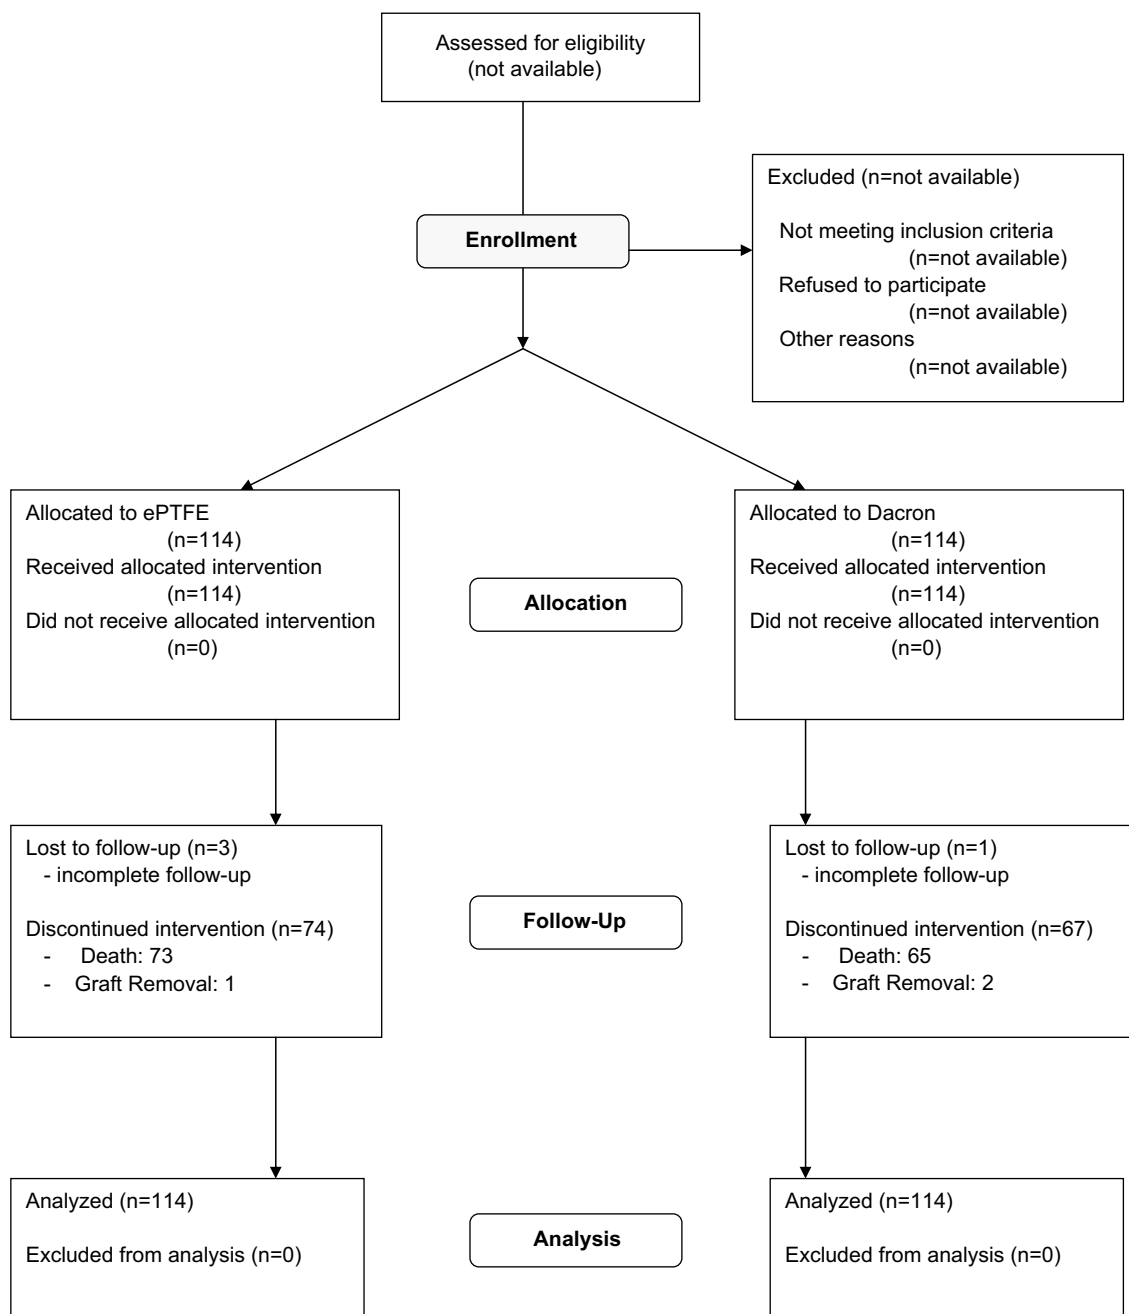 Assessed for eligibility
(not available)
Excluded (n=not available)
Not meeting inclusion criteria
(n=not available)
Refused to participate
(n=not available)
Other reasons
(n=not available)
Enrollment
Allocated to ePTFE
(n=114)
Received allocated intervention
(n=114)
Did not receive allocated intervention
(n=0)
Allocation
Allocated to Dacron
(n=114)
Received allocated intervention
(n=114)
Did not receive allocated intervention
(n=0)
Lost to follow-up (n=3)
- incomplete follow-up
Discontinued intervention (n=74)
- Death: 73
- Graft Removal: 1
Follow-Up
Lost to follow-up (n=1)
- incomplete follow-up
Discontinued intervention (n=67)
- Death: 65
- Graft Removal: 2
Analyzed (n=114)
Excluded from analysis (n=0)
Analysis
Analyzed (n=114)
Excluded from analysis (n=0)